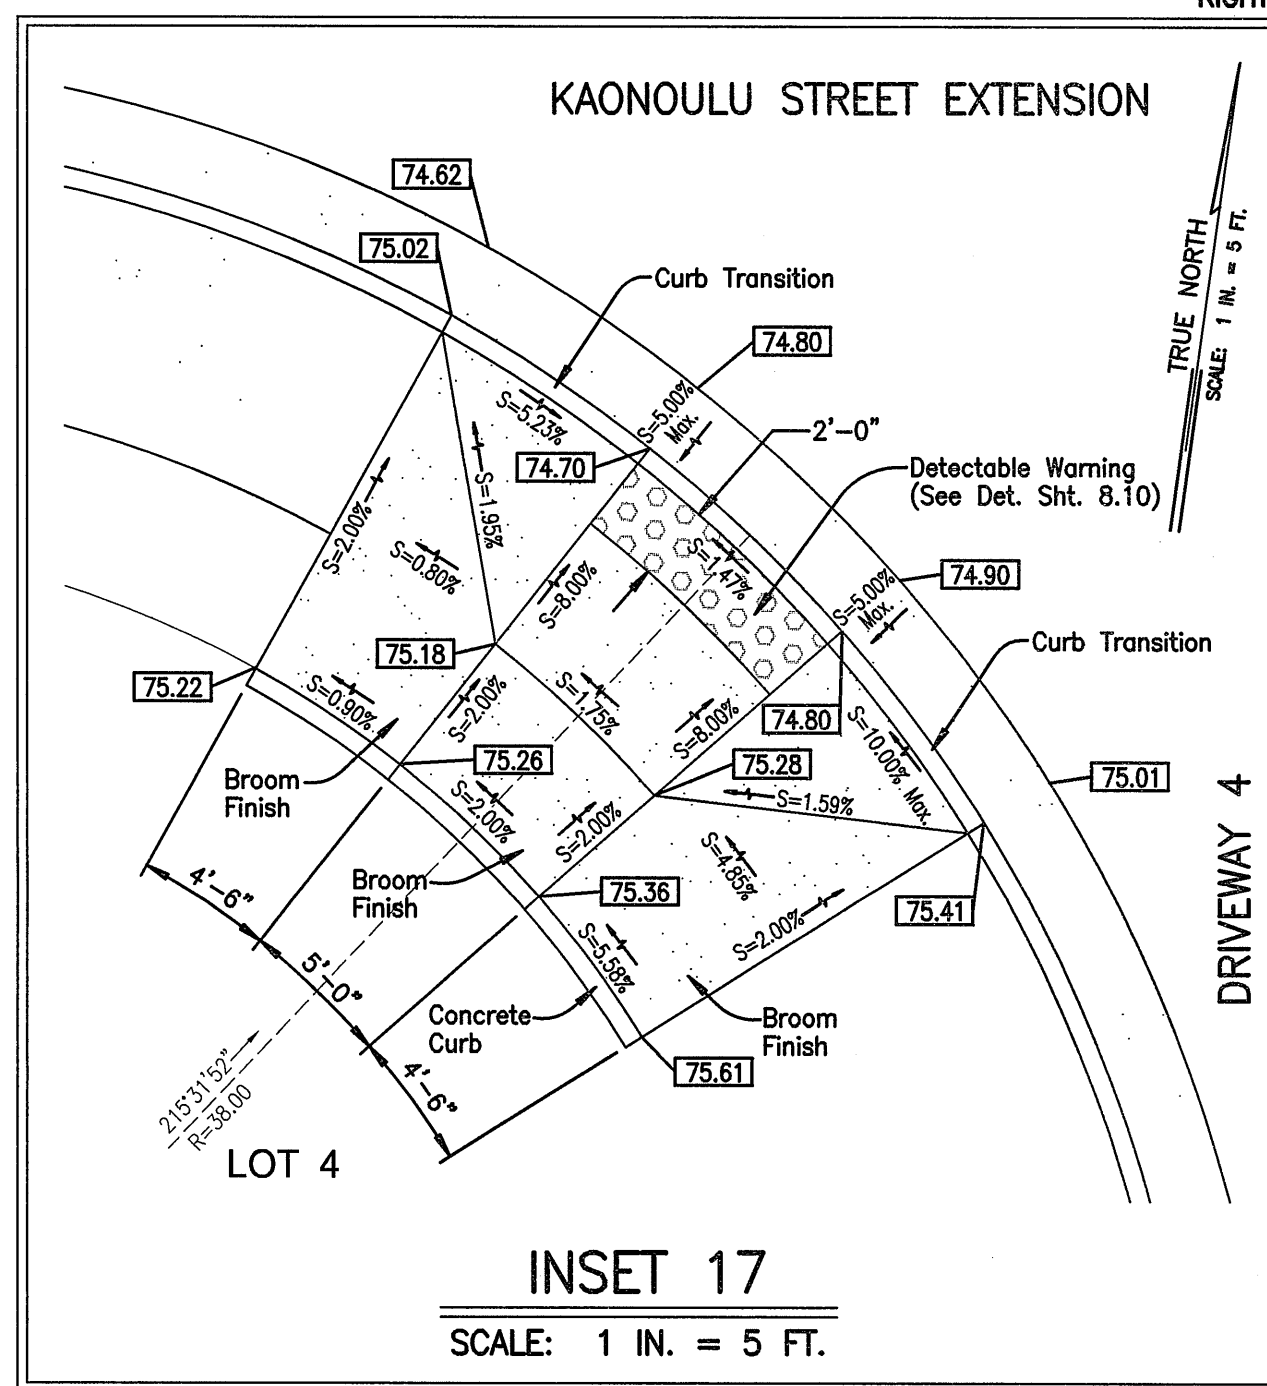 KAONOULU STREET EXTENSION
74.62
75.02
Curb Transition
74.80
TRUE NORTH
SCALE: 1 IN. = 5 FT.
S=5.23%
S=5.00%
Max.
2'-0"
74.70
Detectable Warning
(See Det. Sht. 8.10)
S=2.00%
S=1.95%
S=0.80%
S=8.00%
S=1.47%
74.90
S=5.00%
Max.
Curb Transition
75.18
75.22
S=0.90%
S=2.00%
S=1.75%
S=8.00%
74.80
S=10.00% Max.
75.26
75.28
75.01
Broom
Finish
S=2.00%
S=2.00%
S=1.59%
DRIVEWAY 4
4'-6"
Broom
Finish
75.36
S=4.85%
75.41
S=2.00%
5'-0"
S=5.58%
Concrete
Curb
Broom
Finish
4'-6"
75.61
215°31'52"
R=38.00
LOT 4
INSET 17
SCALE: 1 IN. = 5 FT.